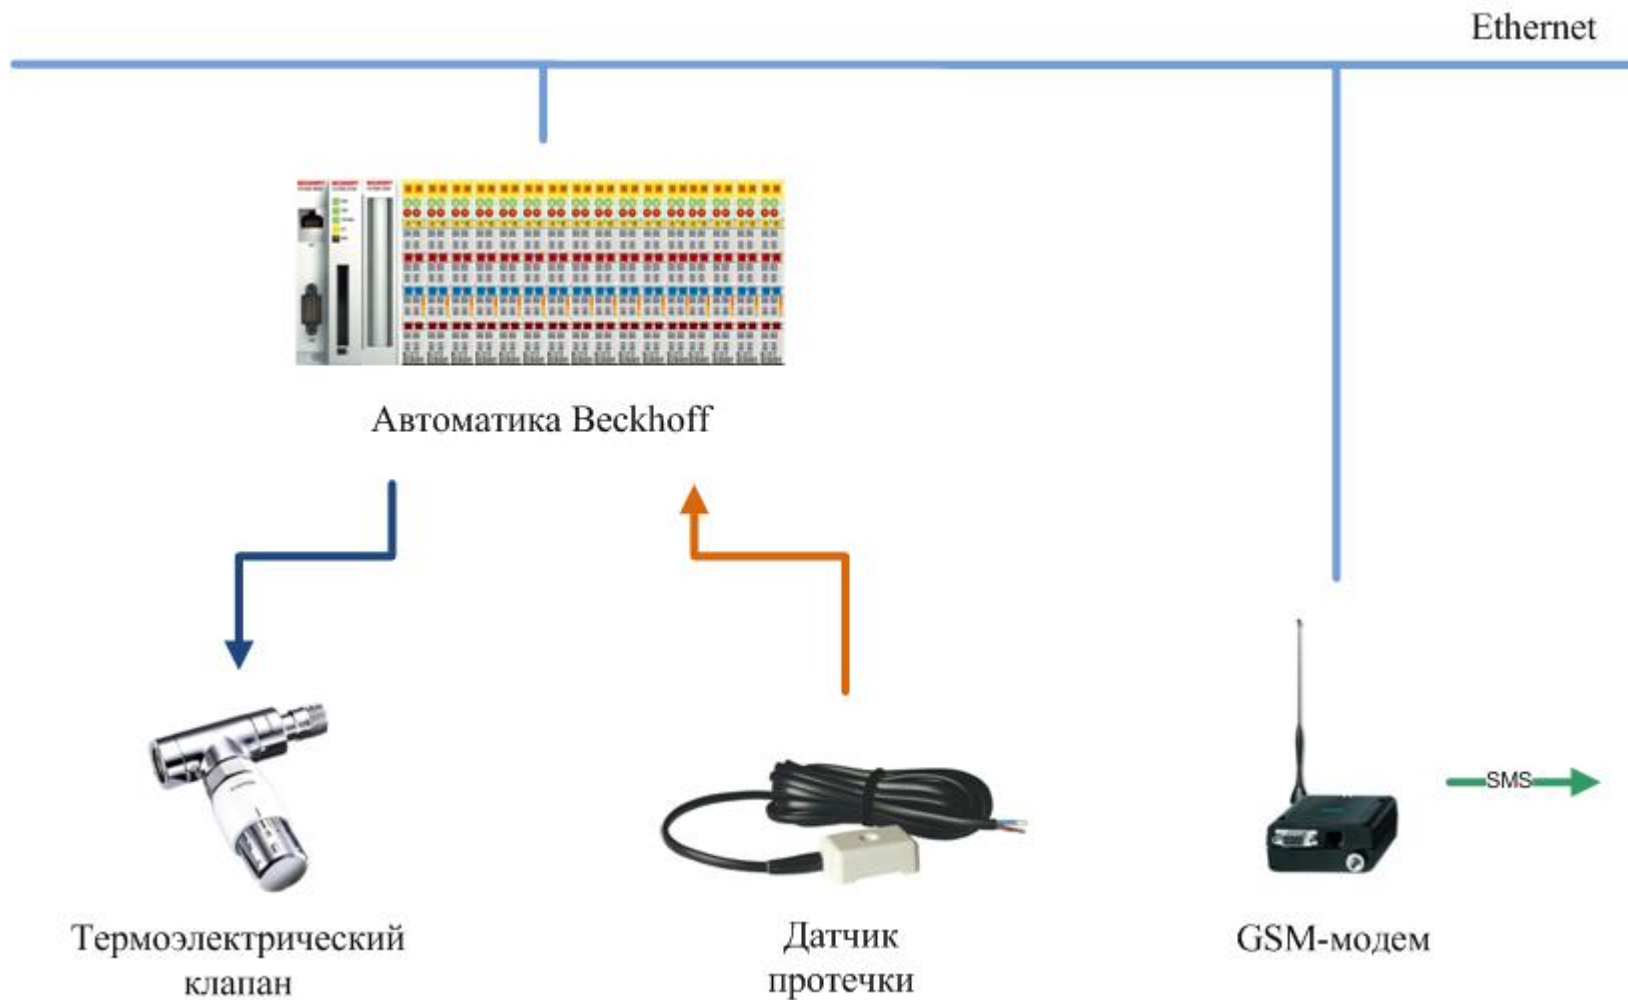 Ethernet
Автоматика Beckhoff
SMS
Термоэлектрический
клапан
Датчик
протечки
GSM-модем